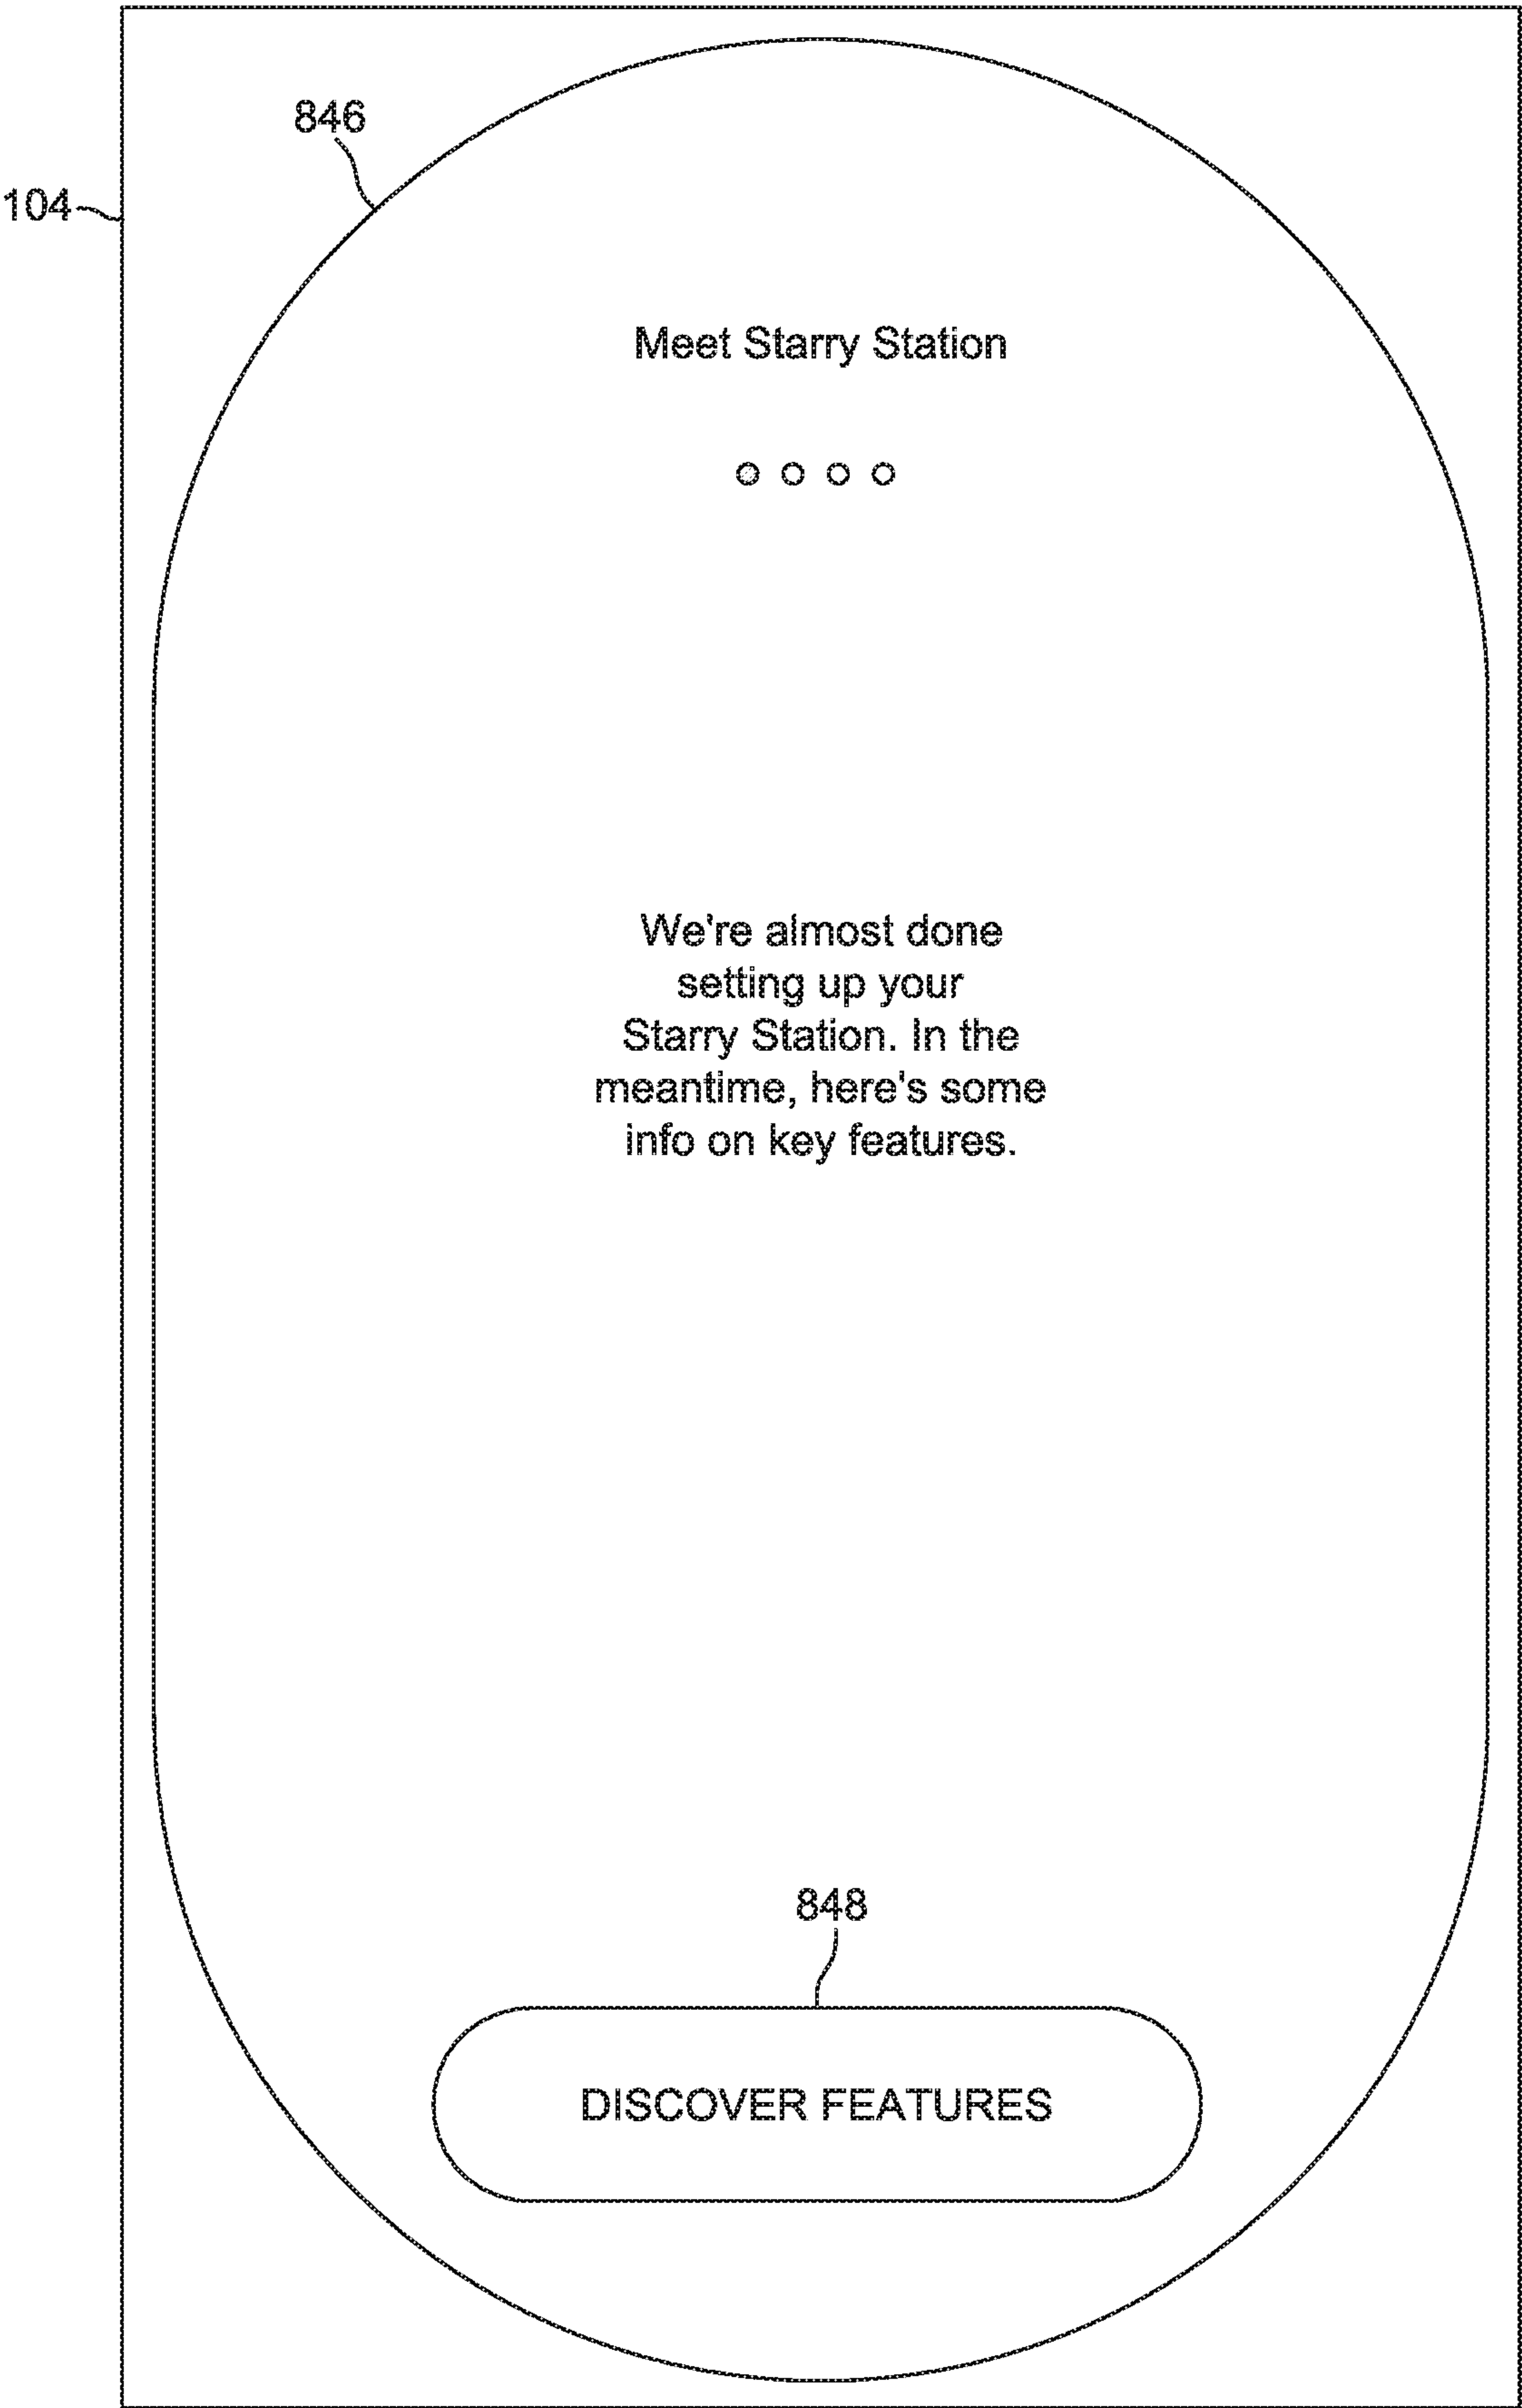 846
104
Meet Starry Station
We're almost done
setting up your
Starry Station. In the
meantime, here's some
info on key features.
848
DISCOVER FEATURES